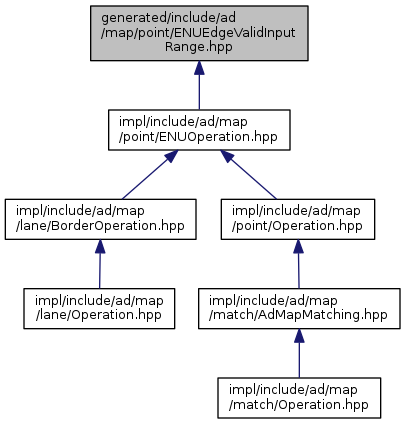 generated/include/ad
/map/point/ENUEdgeValidInput
Range.hpp
impl/include/ad/map
/point/ENUOperation.hpp
impl/include/ad/map
/lane/BorderOperation.hpp
impl/include/ad/map
/point/Operation.hpp
impl/include/ad/map
/lane/Operation.hpp
impl/include/ad/map
/match/AdMapMatching.hpp
impl/include/ad/map
/match/Operation.hpp